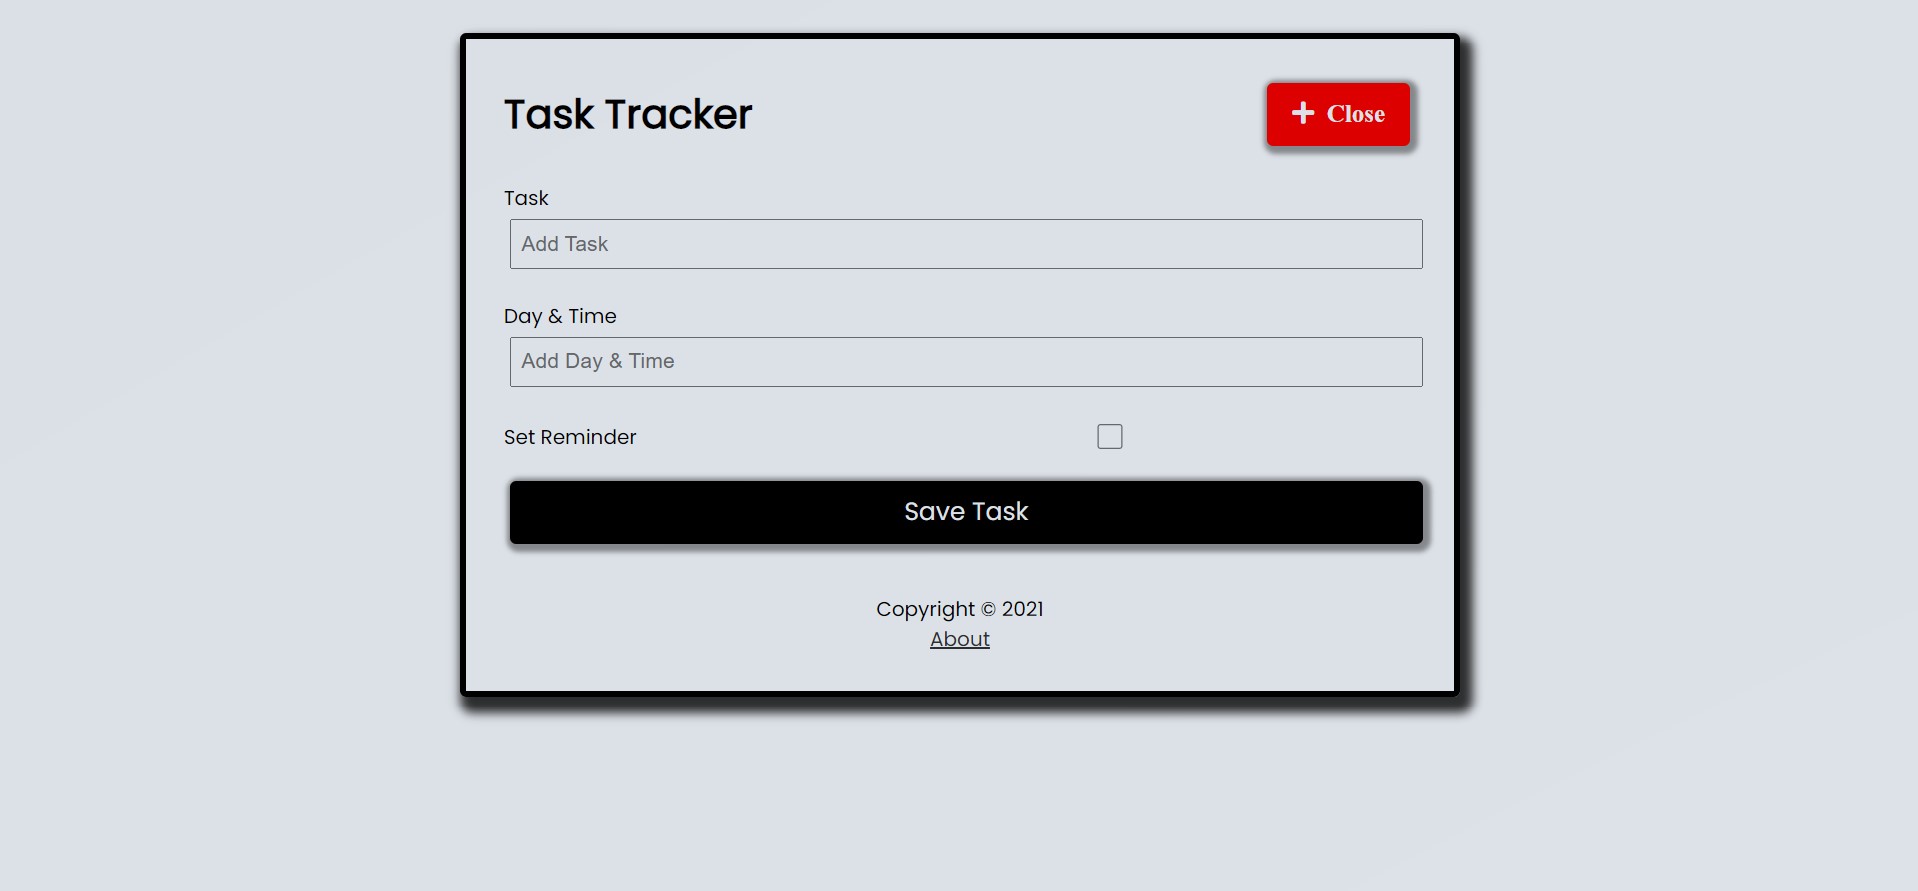 Task Tracker
Close
Task
Add Task
Day & Time
Add Day & Time
Set Reminder
Save Task
Copyright © 2021
About